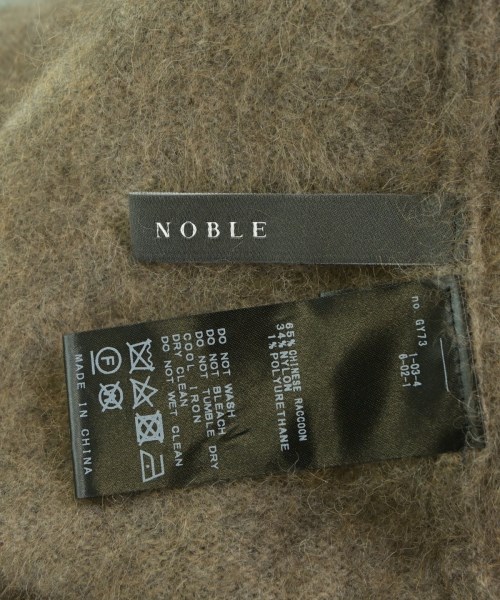 NOBLE
no. GY73
1-03-4
6-02-1
65% CHINESE RACCOON
34% NYLON
1% POLYURETHANE
DO NOT WASH
DO NOT BLEACH
DO NOT TUMBLE DRY
COOL IRON
DRY CLEAN
DO NOT WET CLEAN
F
MADE IN CHINA